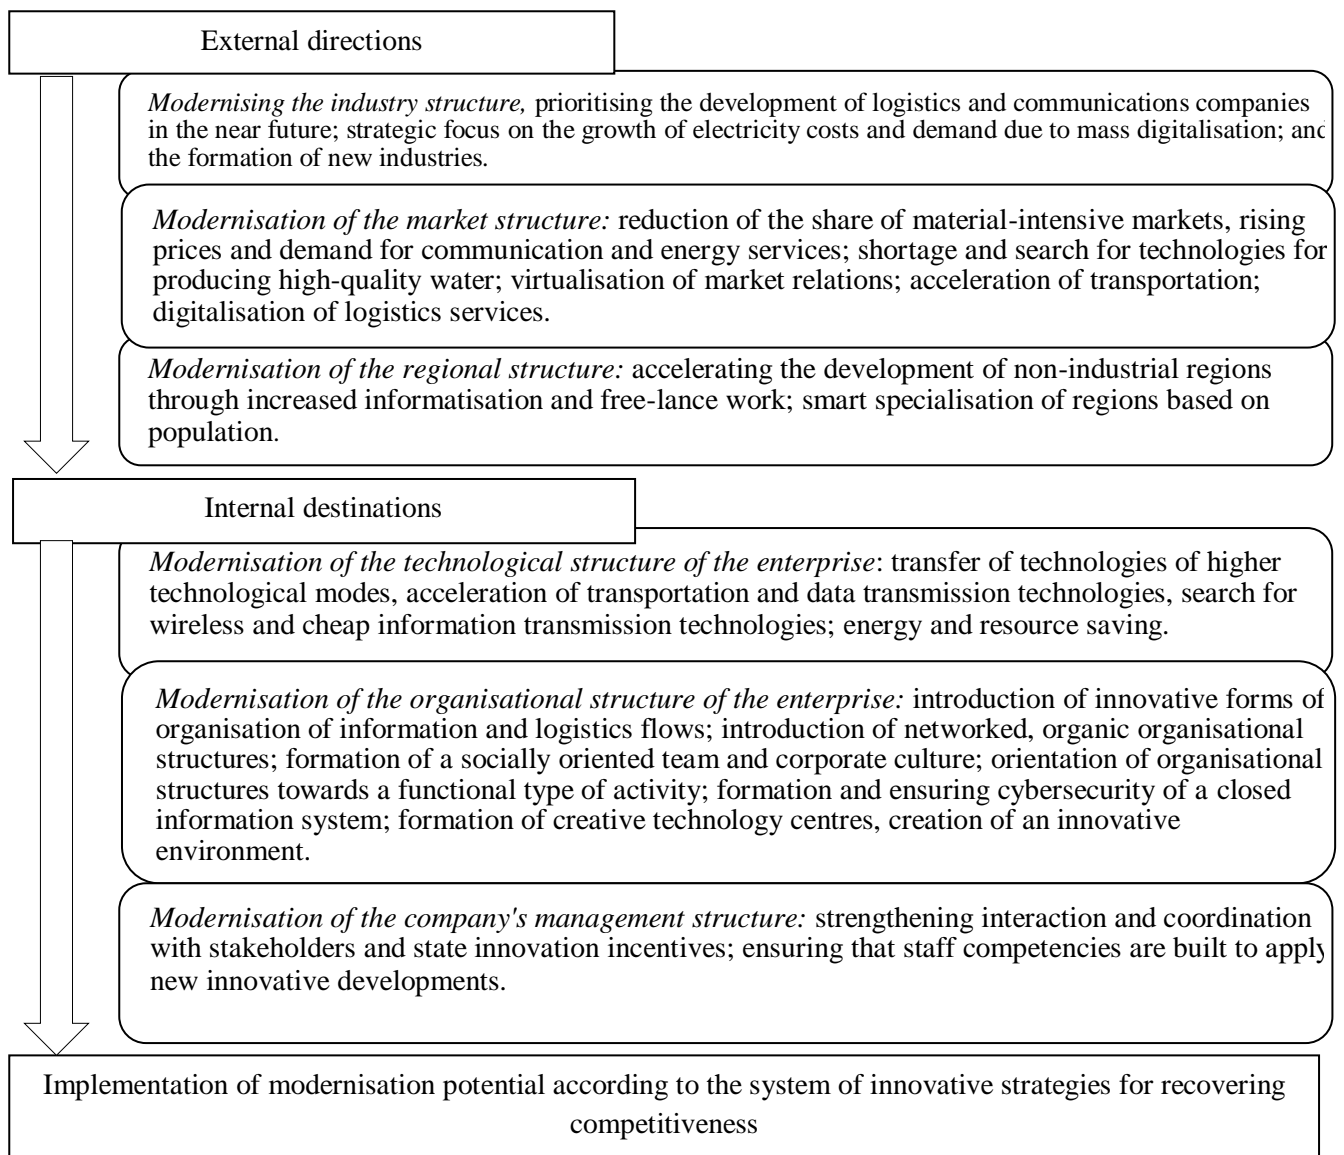 External directions
Modernising the industry structure, prioritising the development of logistics and communications companies
in the near future; strategic focus on the growth of electricity costs and demand due to mass digitalisation; and
the formation of new industries.
Modernisation of the market structure: reduction of the share of material-intensive markets, rising
prices and demand for communication and energy services; shortage and search for technologies for
producing high-quality water; virtualisation of market relations; acceleration of transportation;
digitalisation of logistics services.
Modernisation of the regional structure: accelerating the development of non-industrial regions
through increased informatisation and free-lance work; smart specialisation of regions based on
population.
Internal destinations
Modernisation of the technological structure of the enterprise: transfer of technologies of higher
technological modes, acceleration of transportation and data transmission technologies, search for
wireless and cheap information transmission technologies; energy and resource saving.
Modernisation of the organisational structure of the enterprise: introduction of innovative forms of
organisation of information and logistics flows; introduction of networked, organic organisational
structures; formation of a socially oriented team and corporate culture; orientation of organisational
structures towards a functional type of activity; formation and ensuring cybersecurity of a closed
information system; formation of creative technology centres, creation of an innovative
environment.
Modernisation of the company's management structure: strengthening interaction and coordination
with stakeholders and state innovation incentives; ensuring that staff competencies are built to apply
new innovative developments.
Implementation of modernisation potential according to the system of innovative strategies for recovering
competitiveness